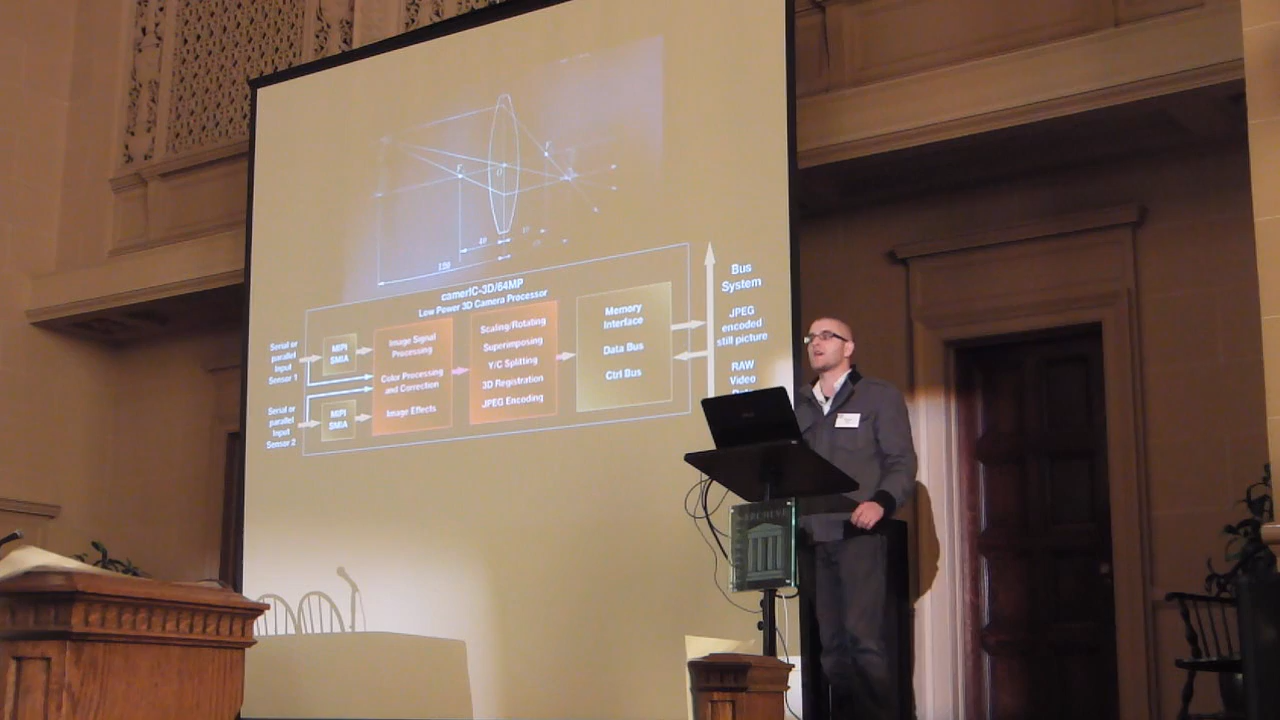 F
O
F
40
120
camerIC-3D/64MP
Low Power 3D Camera Processor
Serial or
parallel
Input
Sensor 1
MIPI
SMIA
Image Signal
Processing
Color Processing
and Correction
Image Effects
Serial or
parallel
Input
Sensor 2
MIPI
SMIA
Scaling/Rotating
Superimposing
Y/C Splitting
3D Registration
JPEG Encoding
Memory
Interface
Data Bus
Ctrl Bus
Bus
System
JPEG
encoded
still picture
RAW
Video
ARCHIVE